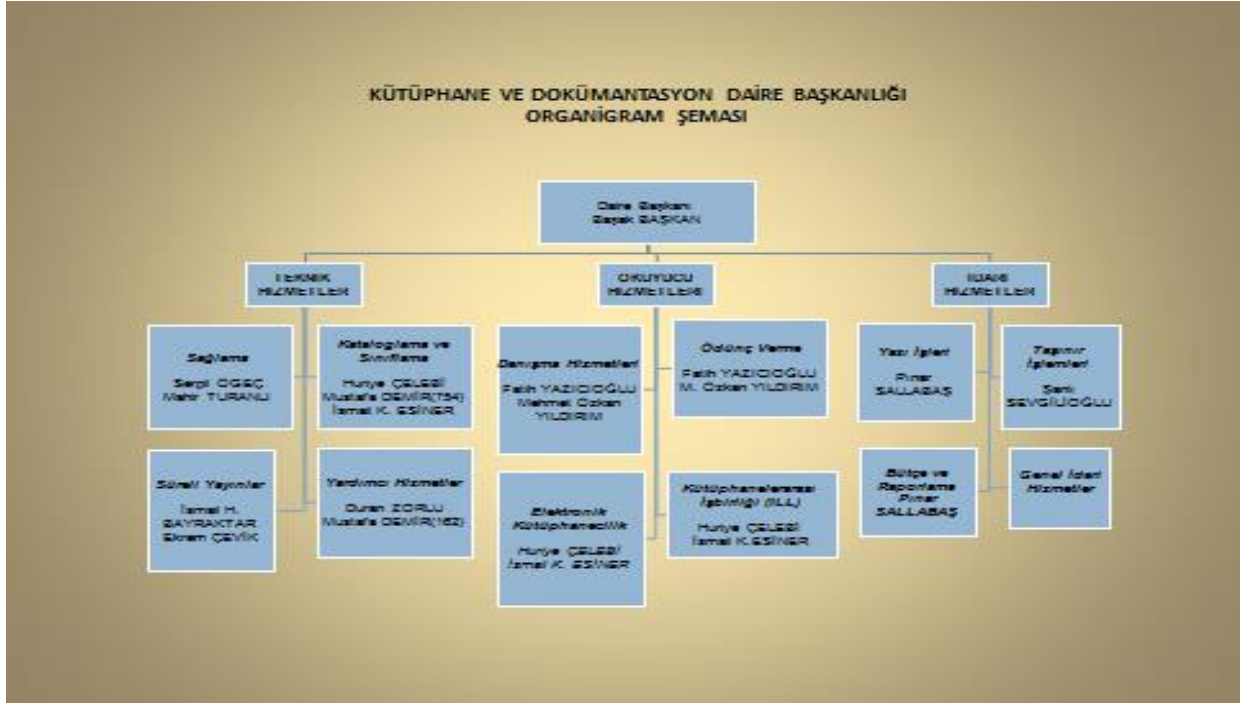 KÜTÜPHANE VE DOKÜMANTASYON DAİRE BAŞKANLIĞI
ORGANİGRAM ŞEMASI
Daire Başkanı
Başak BAŞKAN
TEKNİK
HİZMETLER
Sağlama
Serpil
Mahir TURANLI
Kataloglama ve
Sınıflama
Huriye ÇELEBİ
Mustafa DEMİR(754)
İsmail K. ESİNER
Süreli Yayınlar
İsmail H.
BAYRAKTAR
Ekrem ÇEVİK
Yardımcı Hizmetler
Duran ZORLU
Mustafa DEMİR(162)
OKUYUCU
HİZMETLERİ
Danışma Hizmetleri
Fatih YAZICIOĞLU
Mehmet Özkan
YILDIRIM
Ödünç Verme
Fatih YAZICIOĞLU
M. Özkan YILDIRIM
Elektronik
Kütüphanecilik
Huriye ÇELEBİ
İsmail K. ESİNER
Kütüphanelerarası
İşbirliği (ILL)
Huriye ÇELEBİ
İsmail K.ESİNER
İDARİ
HİZMETLER
Yazı İşleri
Pınar
SALLABAŞ
Taşınır
İşlemleri
SEVGİLİOĞLU
Bütçe ve
Raporlama
Pınar
SALLABAŞ
Genel İdari
Hizmetler